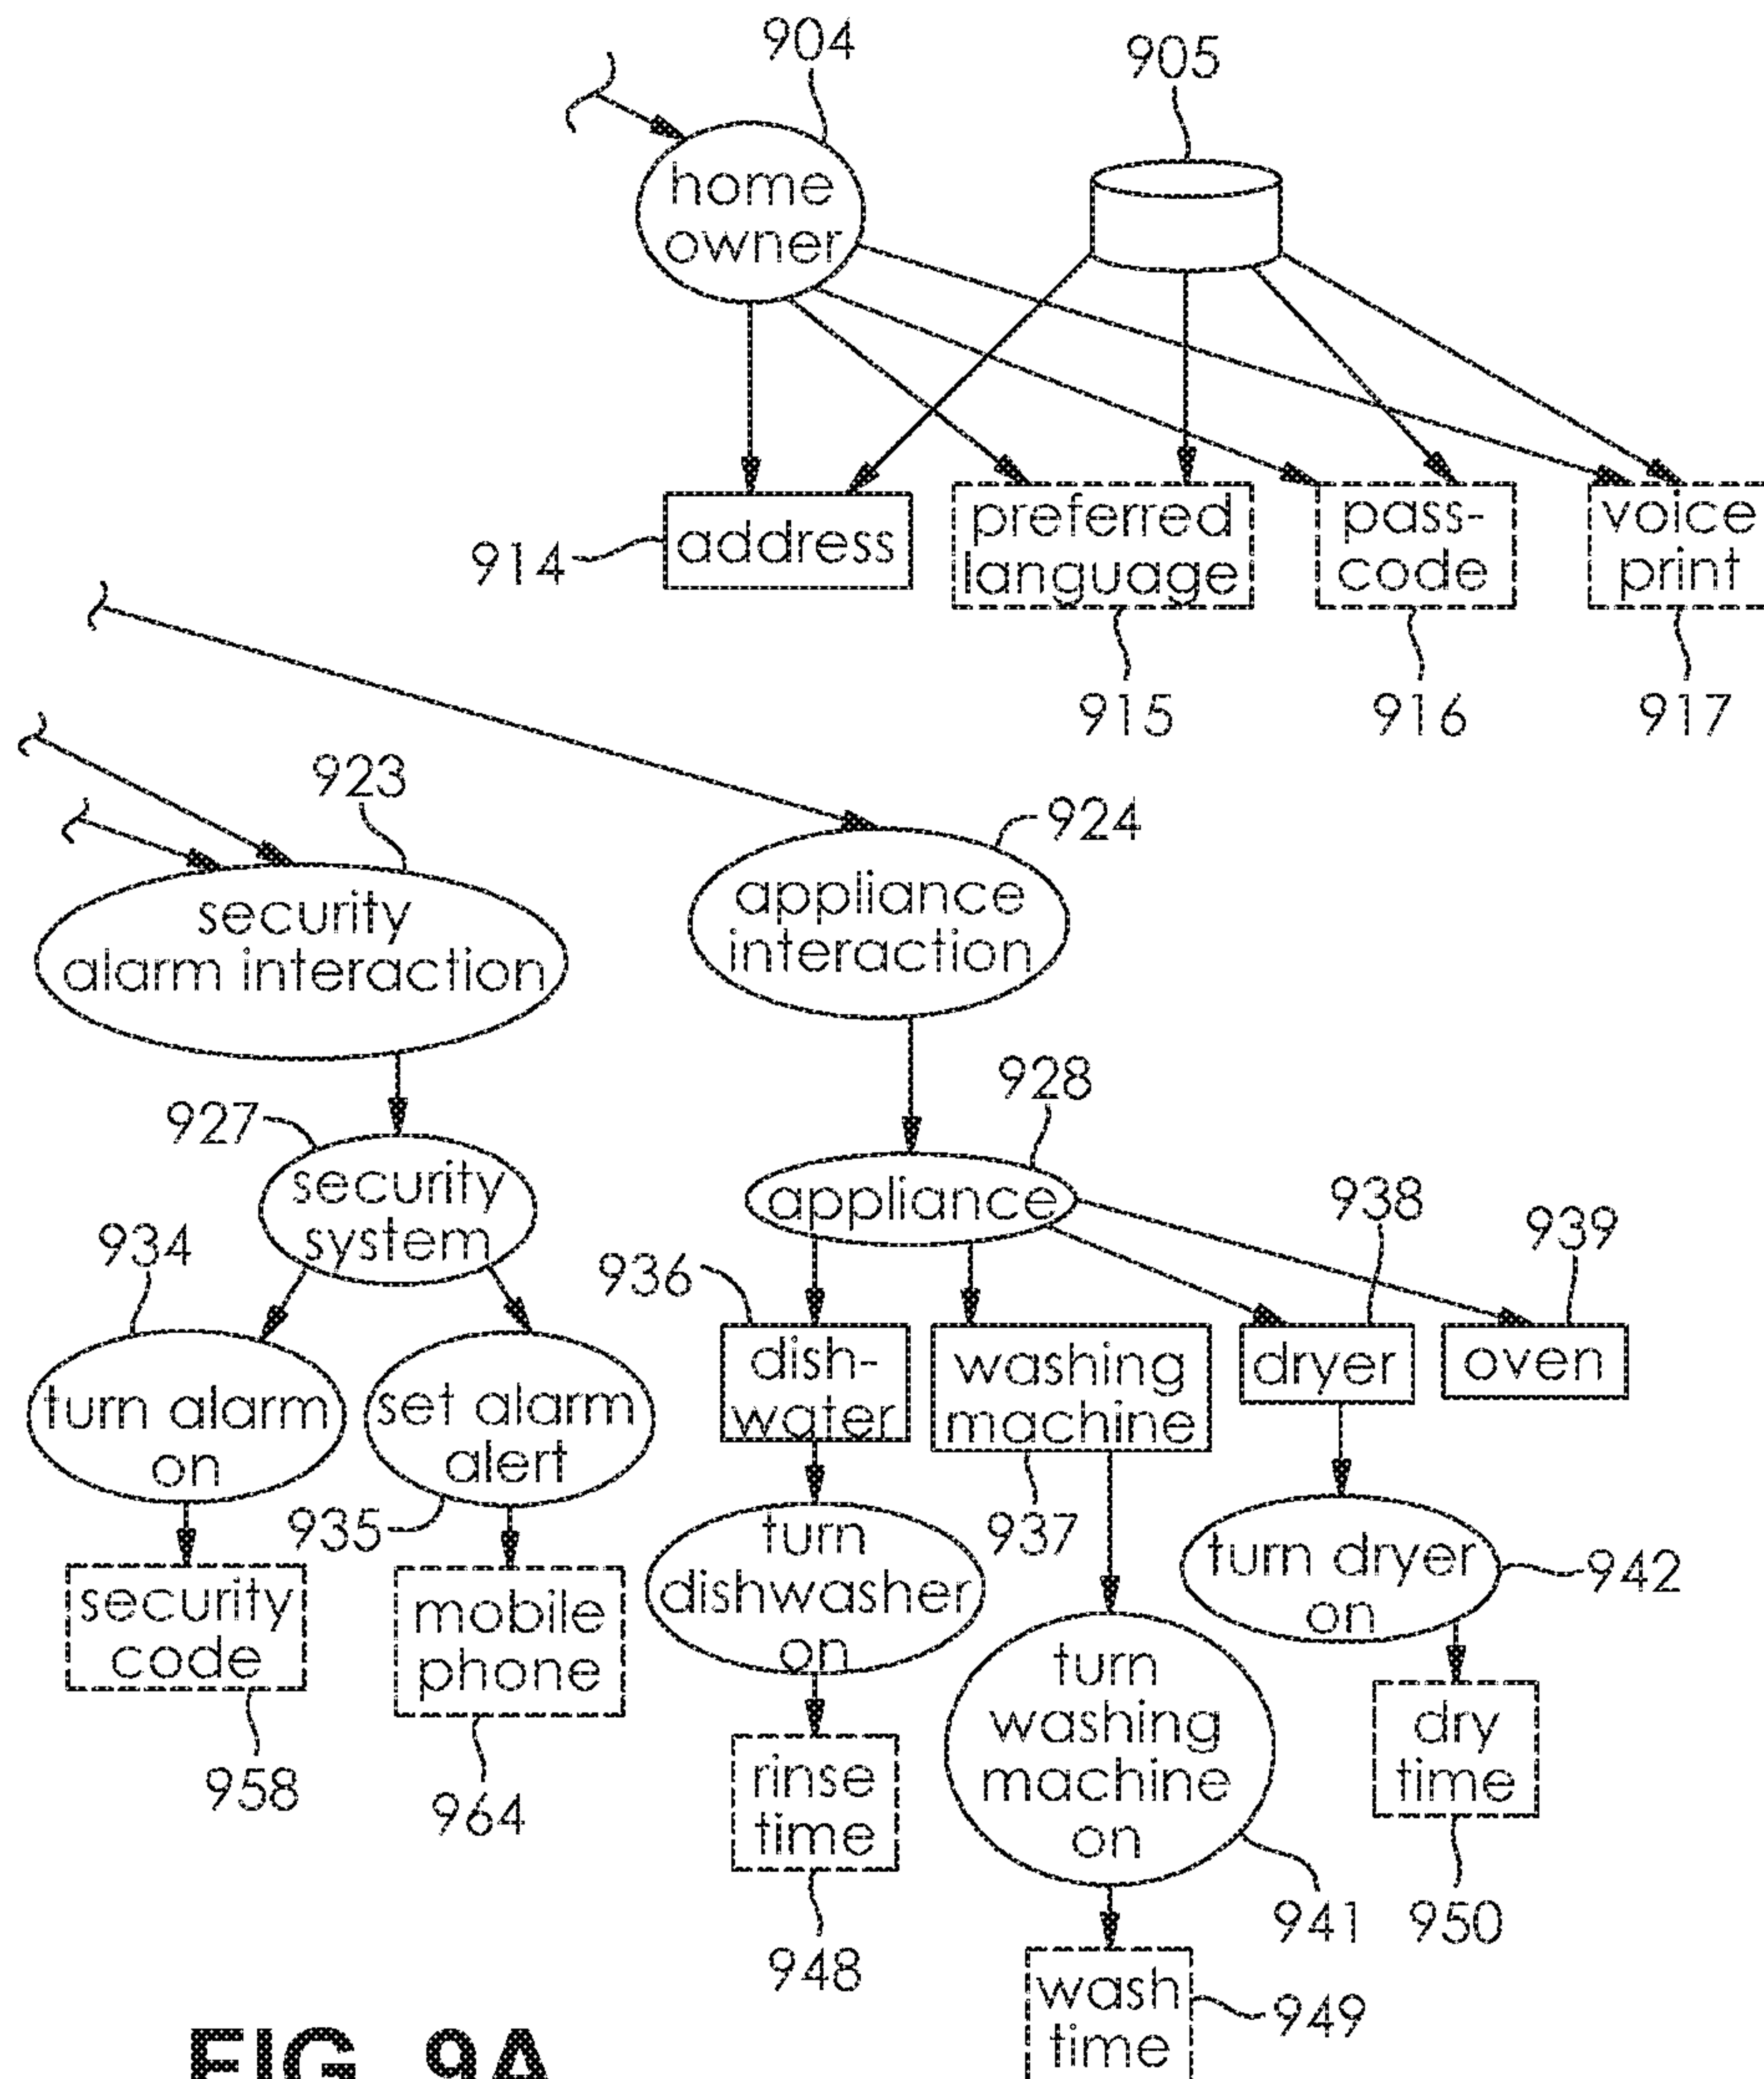 904
905
home
owner
address
preferred
language
pass-
code
voice
print
914
915
916
917
923
924
security
alarm interaction
appliance
interaction
927
928
security
system
appliance
934
936
938
939
turn alarm
on
set alarm
alert
dish-
water
washing
machine
dryer
oven
935
937
security
code
mobile
phone
turn
dishwasher
on
turn dryer
on
942
958
964
rinse
time
turn
washing
machine
on
dry
time
948
941
950
wash
time
949
FIG. 9A